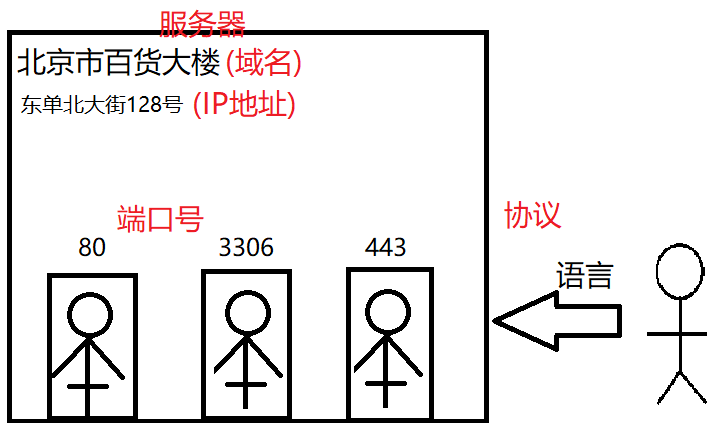 服务器
北京市百货大楼 (域名)
东单北大街128号 (IP地址)
端口号
协议
80 3306 443
语言